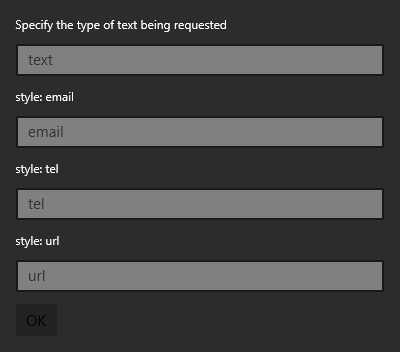 Specify the type of text being requested
text
style: email
email
style: tel
tel
style: url
url
OK